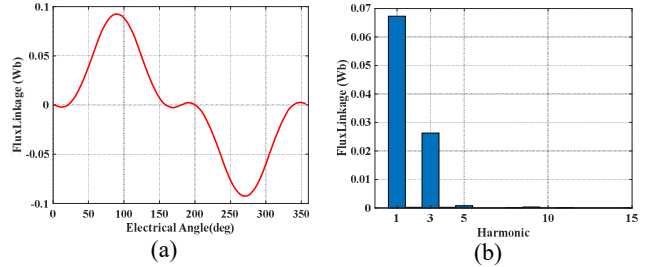 0.1
0.05
0
-0.05
-0.1
FluxLinkage (Wb)
0 50 100 150 200 250 300 350
Electrical Angle(deg)
(a)
0.07
0.06
0.05
0.04
0.03
0.02
0.01
0
FluxLinkage (Wb)
1 3 5 10 15
Harmonic
(b)